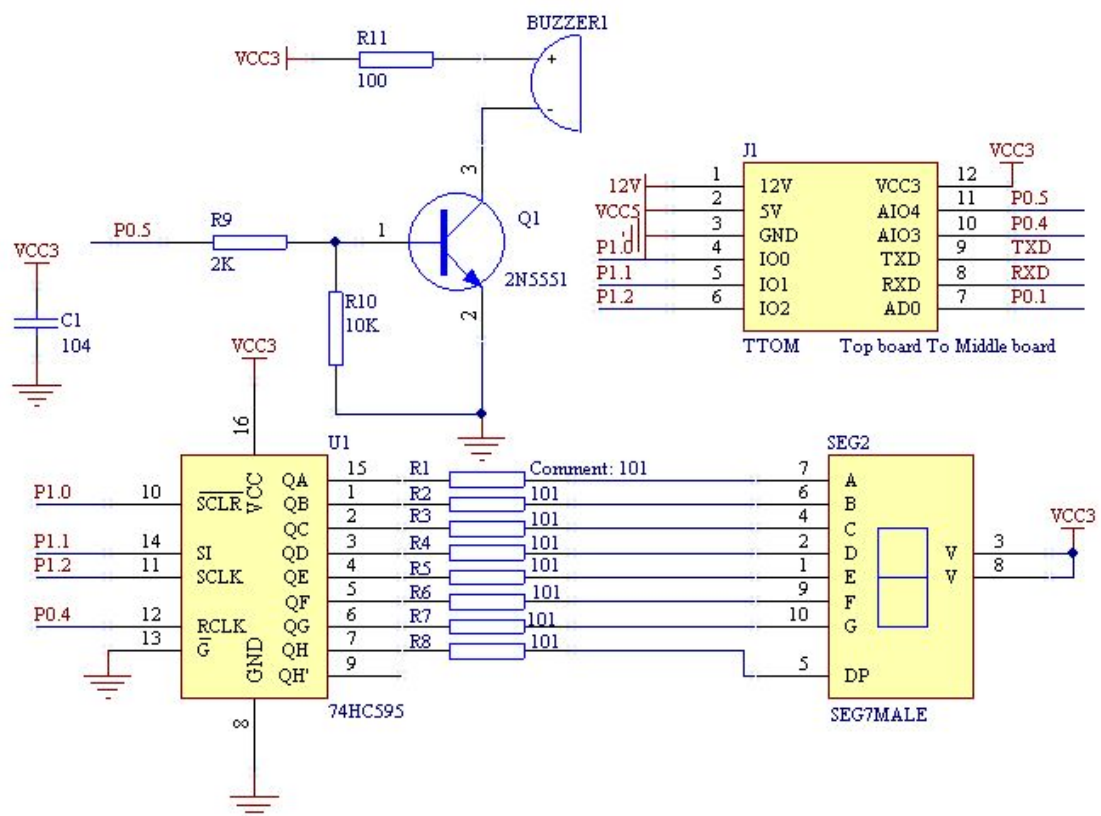 BUZZER1
R11
VCC3
100
+
-
3
Q1
P0.5
R9
2K
1
2N5551
2
R10
10K
VCC3
C1
104
J1
VCC3
12V 1 12V VCC3 12
VCC5 2 5V AIO4 11 P0.5
3 GND AIO3 10 P0.4
P1.0 4 IO0 TXD 9 TXD
P1.1 5 IO1 RXD 8 RXD
P1.2 6 IO2 AD0 7 P0.1
TTOM Top board To Middle board
VCC3
16
U1
SEG2
VCC
QA 15 R1 Comment: 101 7 A
P1.0 10 SCLR QB 1 R2 101 6 B
QC 2 R3 101 4 C
P1.1 14 SI QD 3 R4 101 2 D
P1.2 11 SCLK QE 4 R5 101 1 E
QF 5 R6 101 9 F
P0.4 12 RCLK QG 6 R7 101 10 G
13 G QH 7 R8 101 5 DP
GND
QH' 9
VCC3
V 3
V 8
74HC595
SEG7MALE
8